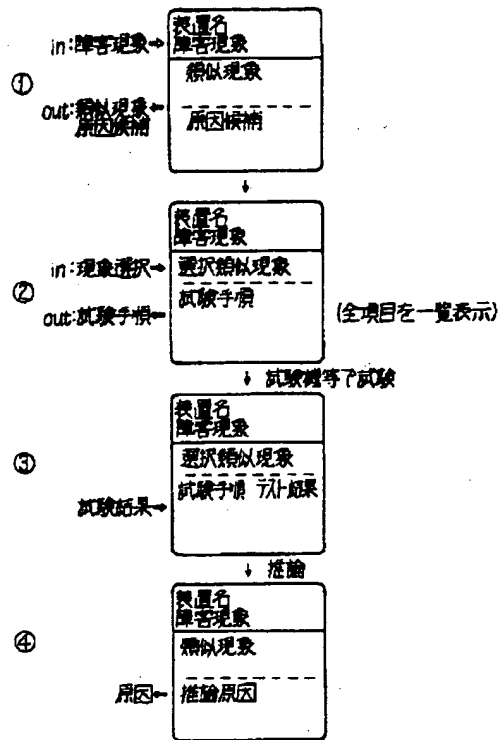 装置名
障害現象
in:障害現象→
類似現象
①
out:類似現象←
原因候補
原因候補
↓
装置名
障害現象
in:現象選択→
選択類似現象
②
試験手順
out:試験手順←
(全項目を一覧表示)
↓ 試験機等で試験
装置名
障害現象
③
選択類似現象
試験手順 テスト結果
試験結果→
↓ 推論
装置名
障害現象
④
類似現象
原因←
推論原因